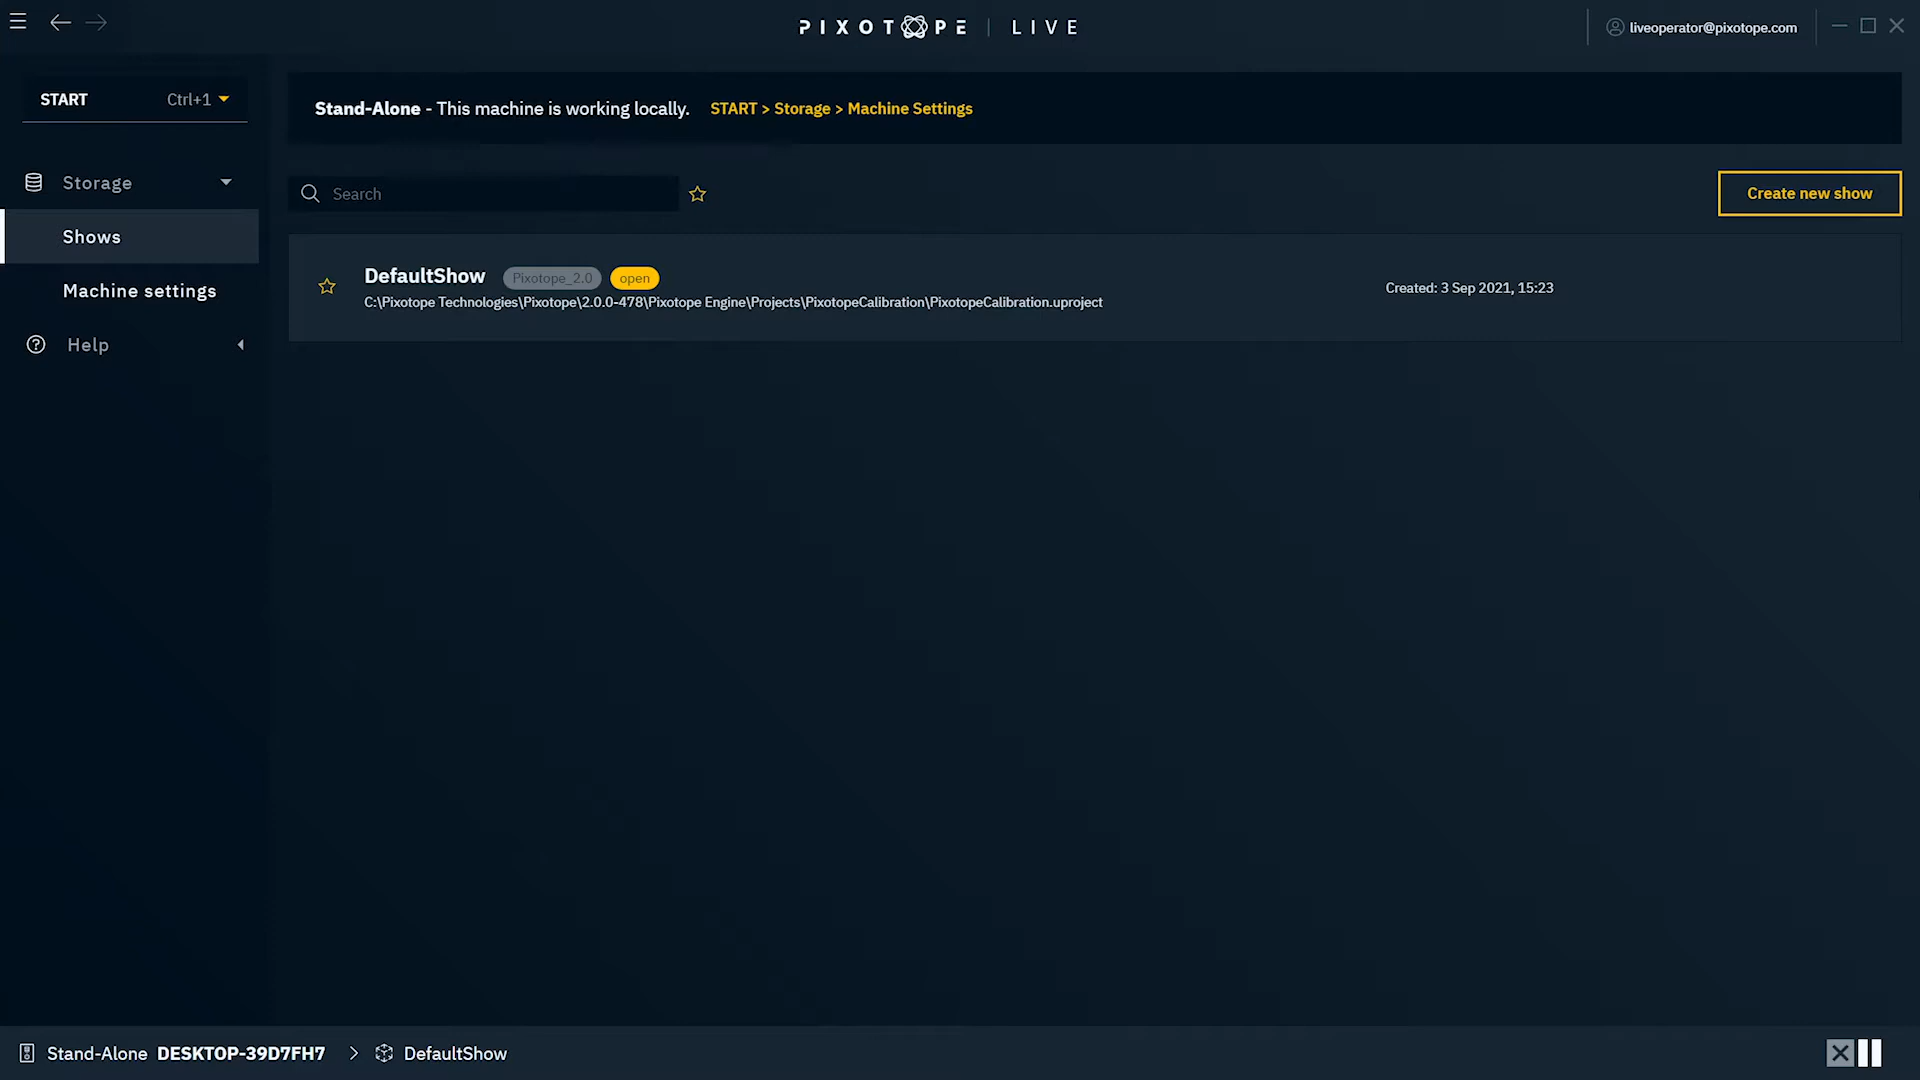 PIXOTOPE | LIVE
liveoperator@pixotope.com
START Ctrl+1
Stand-Alone - This machine is working locally. START > Storage > Machine Settings
Storage
Search
Create new show
Shows
DefaultShow Pixotope_2.0 open
C:\Pixotope Technologies\Pixotope\2.0.0-478\Pixotope Engine\Projects\PixotopeCalibration\PixotopeCalibration.uproject
Created: 3 Sep 2021, 15:23
Machine settings
Help
Stand-Alone DESKTOP-39D7FH7 > DefaultShow